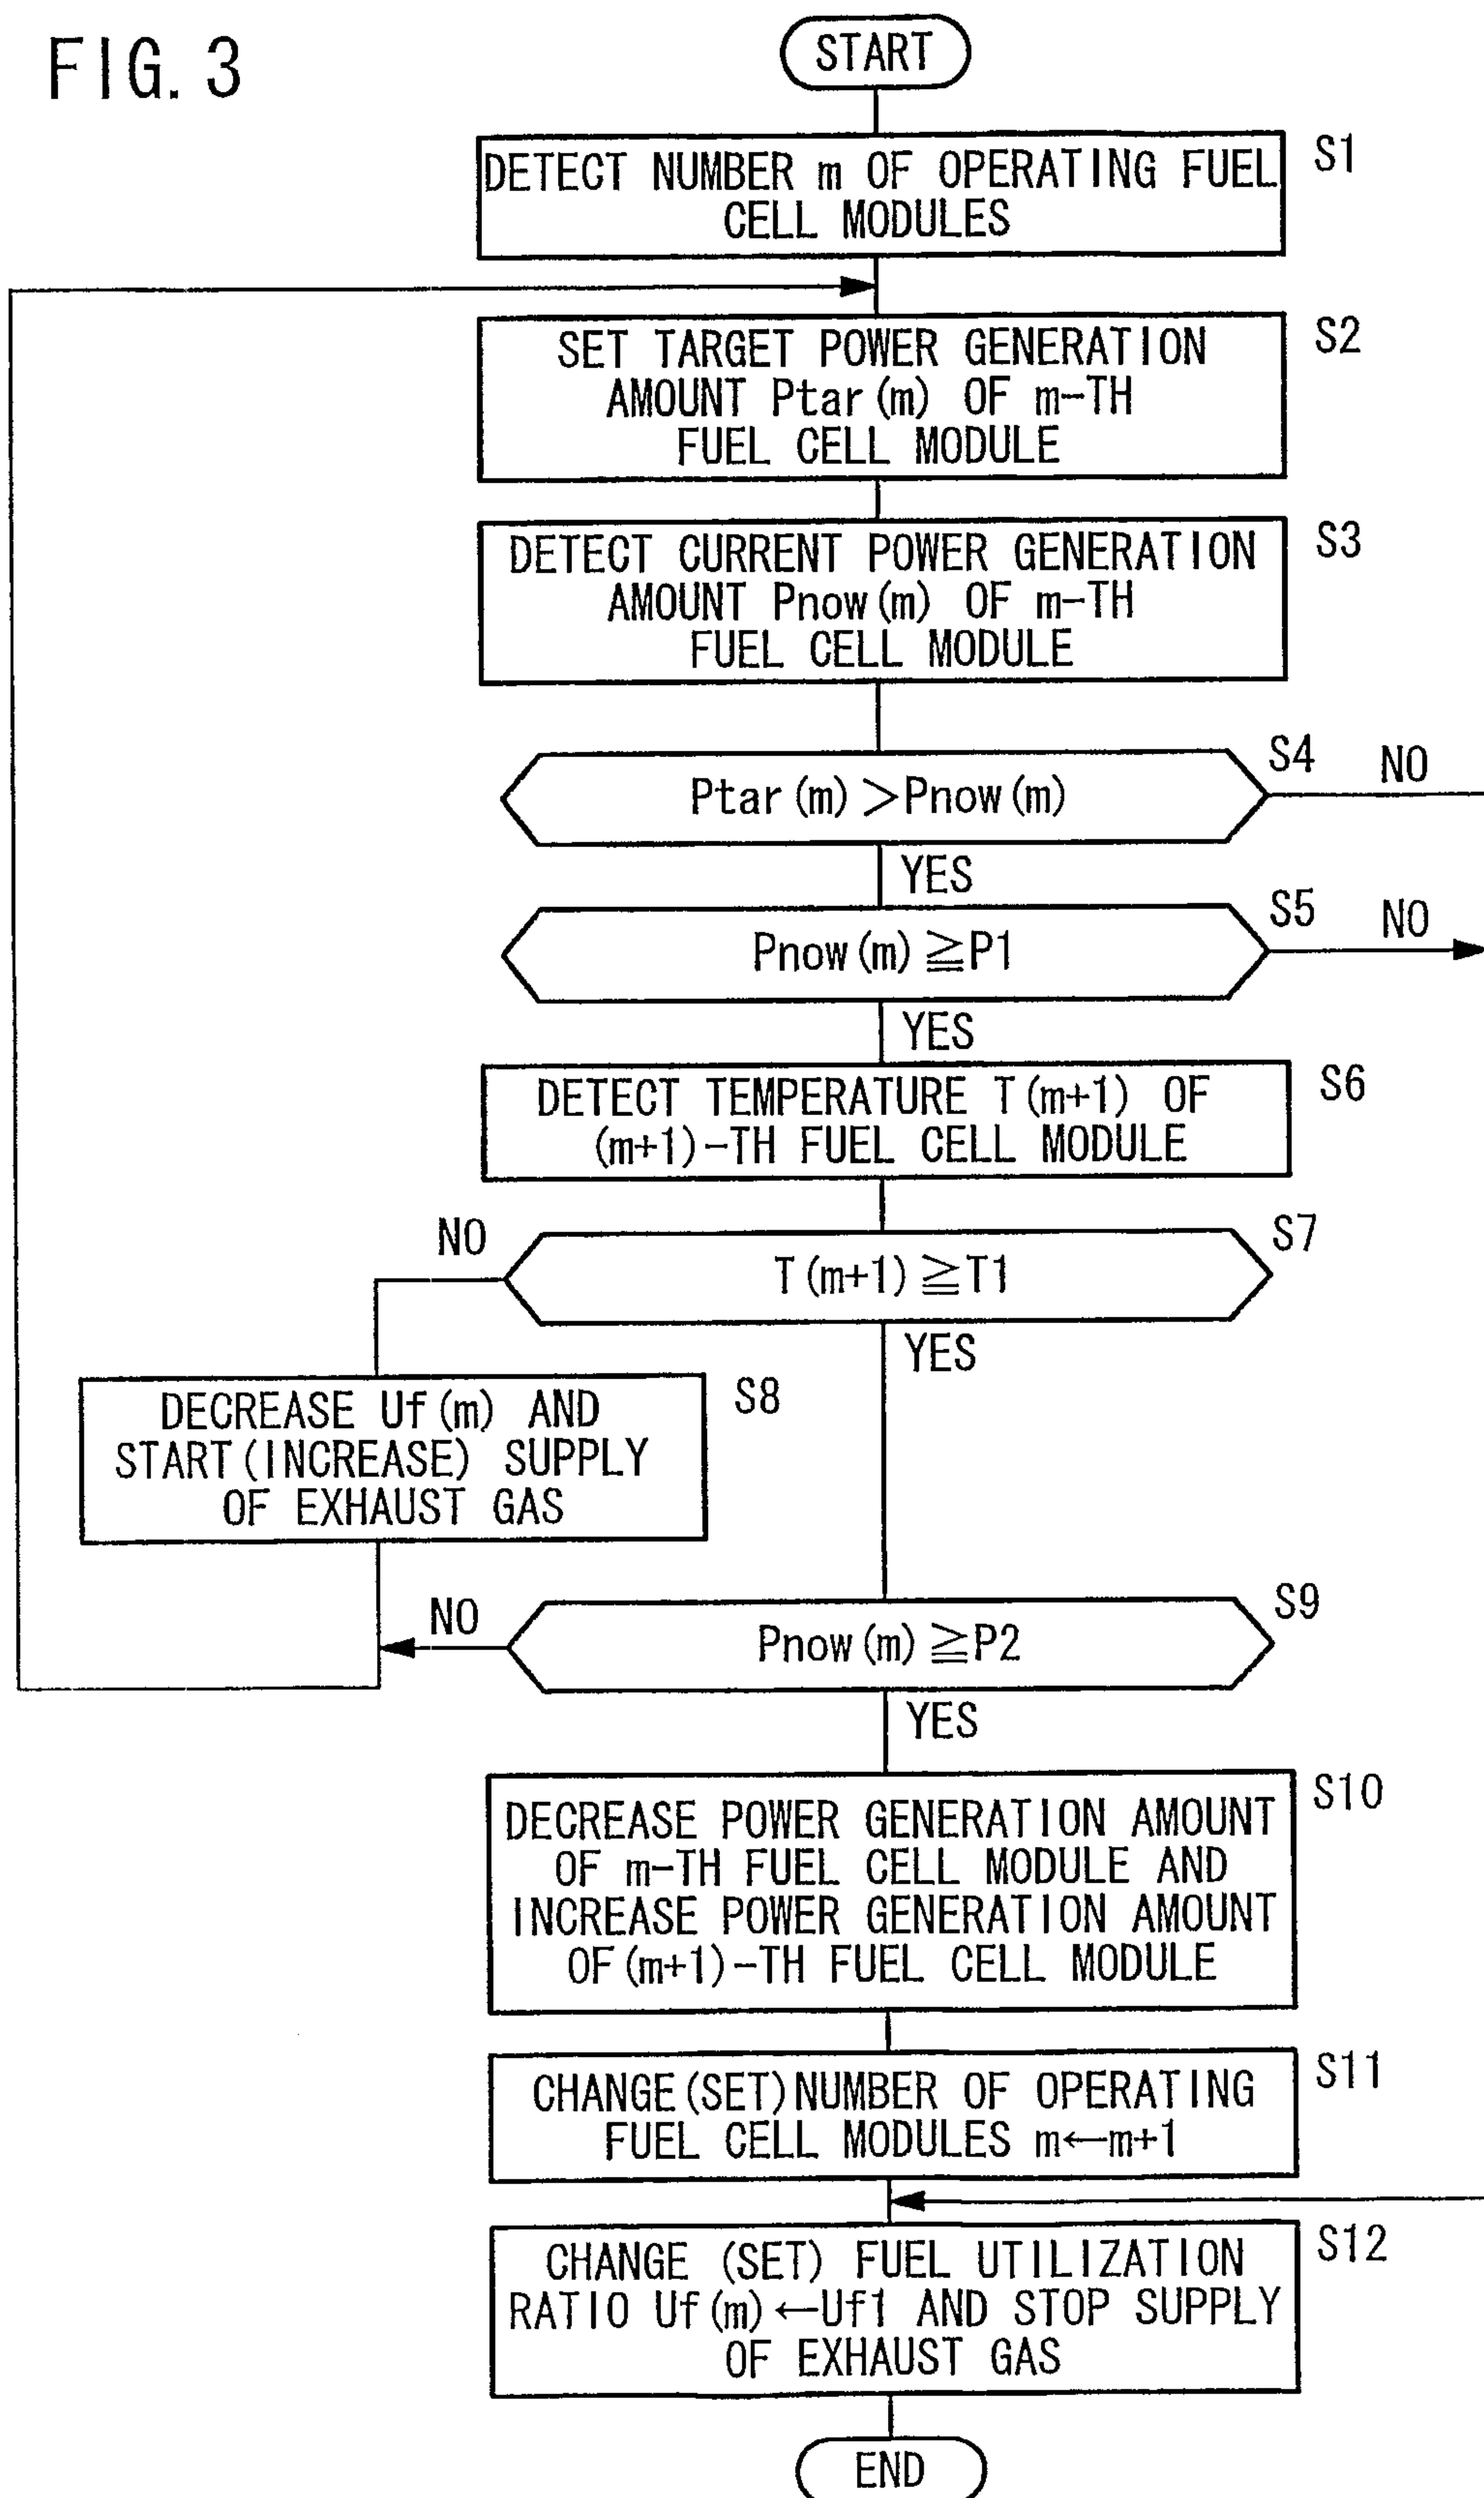 FIG. 3
START
DETECT NUMBER m OF OPERATING FUEL
CELL MODULES
S1
SET TARGET POWER GENERATION
AMOUNT Ptar(m) OF m-TH
FUEL CELL MODULE
S2
DETECT CURRENT POWER GENERATION
AMOUNT Pnow(m) OF m-TH
FUEL CELL MODULE
S3
Ptar(m)>Pnow(m)
S4
NO
YES
Pnow(m)≧P1
S5
NO
YES
DETECT TEMPERATURE T(m+1) OF
(m+1)-TH FUEL CELL MODULE
S6
NO
T(m+1)≧T1
S7
YES
DECREASE Uf(m) AND
START(INCREASE) SUPPLY
OF EXHAUST GAS
S8
NO
Pnow(m)≧P2
S9
YES
DECREASE POWER GENERATION AMOUNT
OF m-TH FUEL CELL MODULE AND
INCREASE POWER GENERATION AMOUNT
OF(m+1)-TH FUEL CELL MODULE
S10
CHANGE(SET)NUMBER OF OPERATING
FUEL CELL MODULES m←m+1
S11
CHANGE (SET) FUEL UTILIZATION
RATIO Uf(m)←Uf1 AND STOP SUPPLY
OF EXHAUST GAS
S12
END